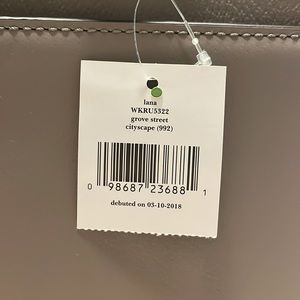 lana
WKRU5322
grove street
cityscape (992)
0 98687 23688 1
debuted on 03-10-2018